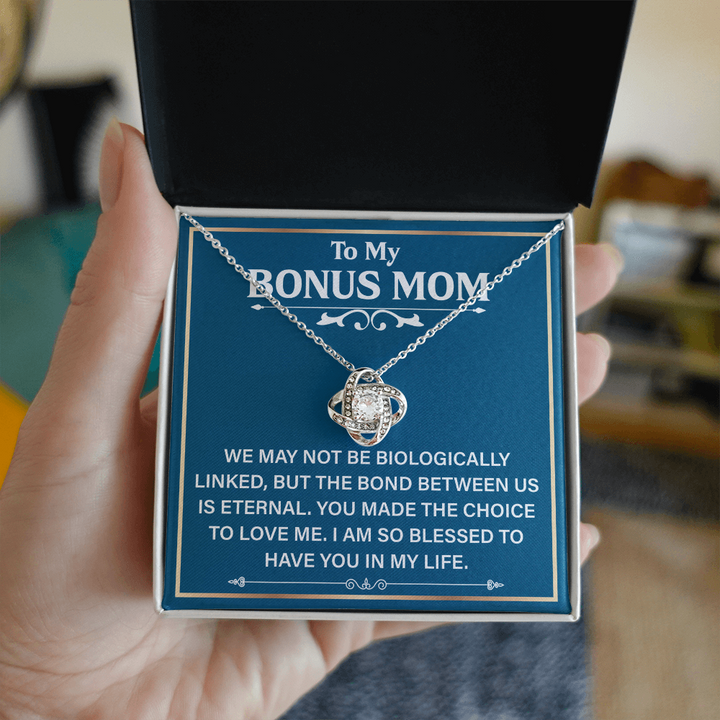 To My
BONUS MOM
WE MAY NOT BE BIOLOGICALLY
LINKED, BUT THE BOND BETWEEN US
IS ETERNAL. YOU MADE THE CHOICE
TO LOVE ME. I AM SO BLESSED TO
HAVE YOU IN MY LIFE.